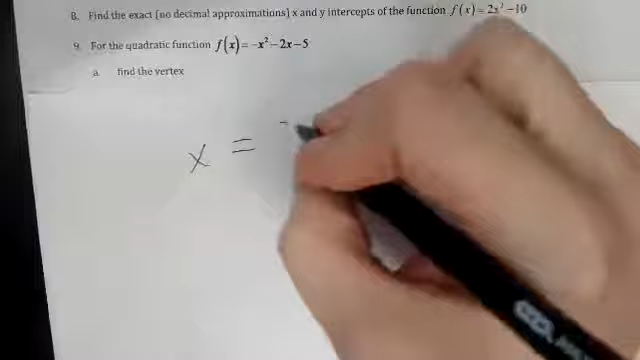 8. Find the exact (no decimal approximations) x and y intercepts of the function f(x) = 2x² − 10
9. For the quadratic function f(x) = −x² − 2x − 5
a. find the vertex
x =